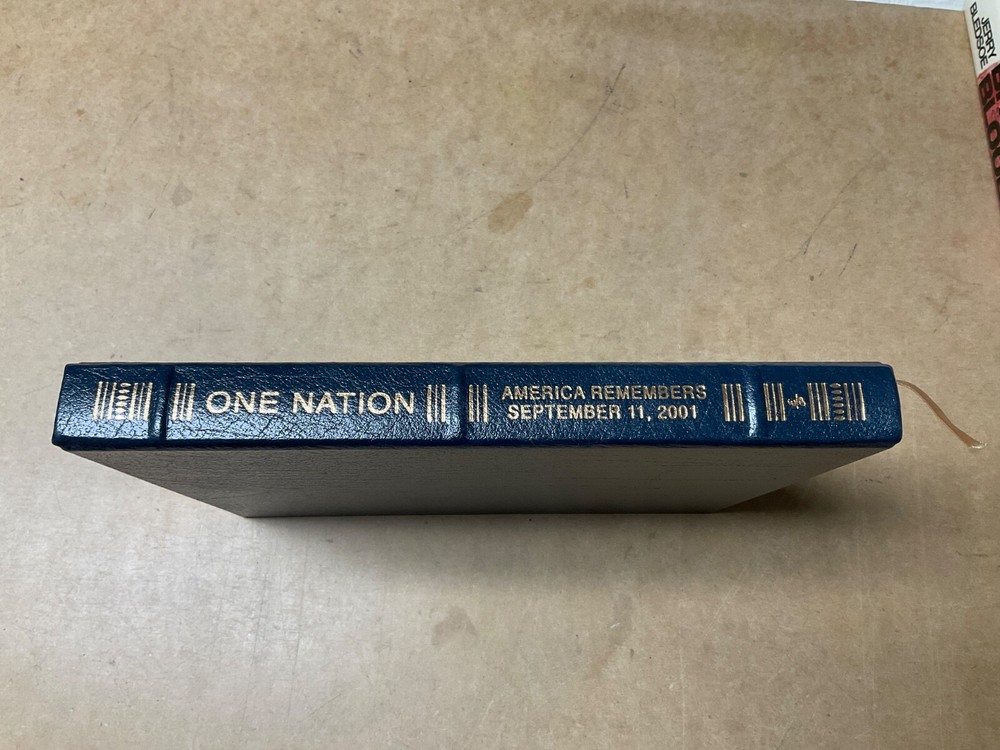 ONE NATION
AMERICA REMEMBERS
SEPTEMBER 11, 2001
JERRY
BLEDSOE